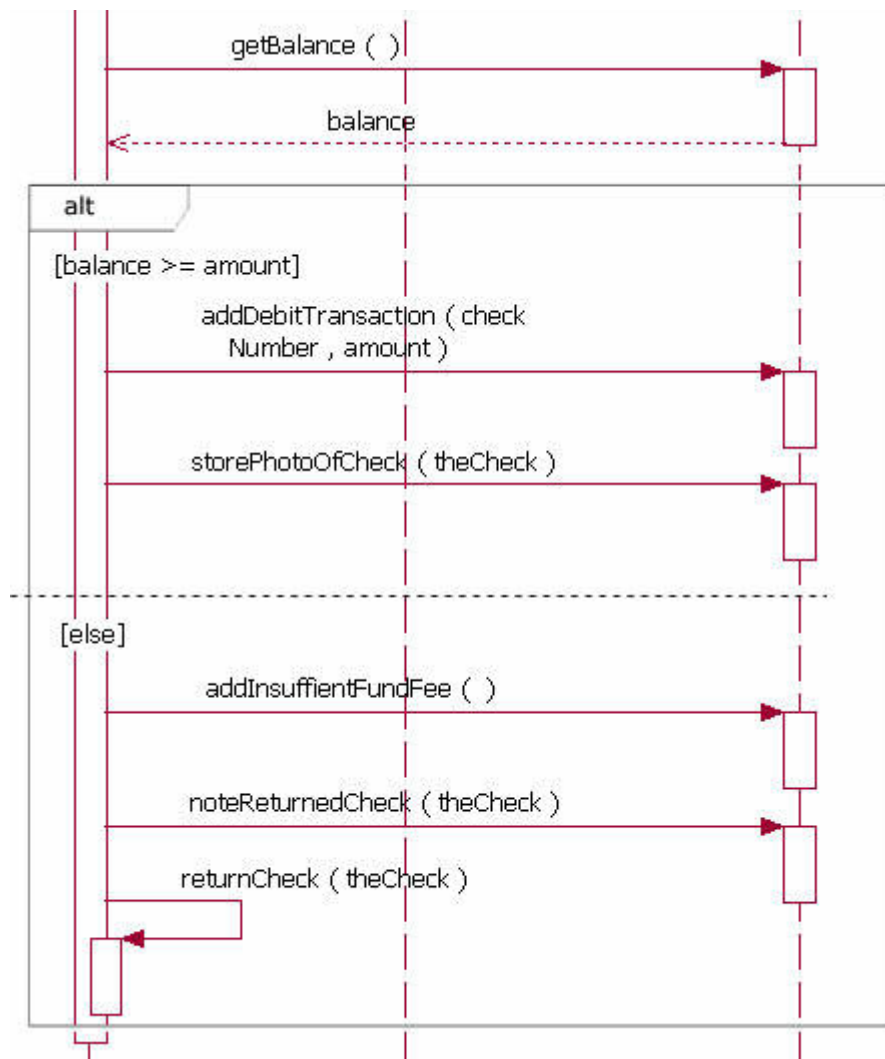 getBalance ( )
balance
alt
[balance >= amount]
addDebitTransaction ( check
Number , amount )
storePhotoOfCheck ( theCheck )
[else]
addInsuffientFundFee ( )
noteReturnedCheck ( theCheck )
returnCheck ( theCheck )